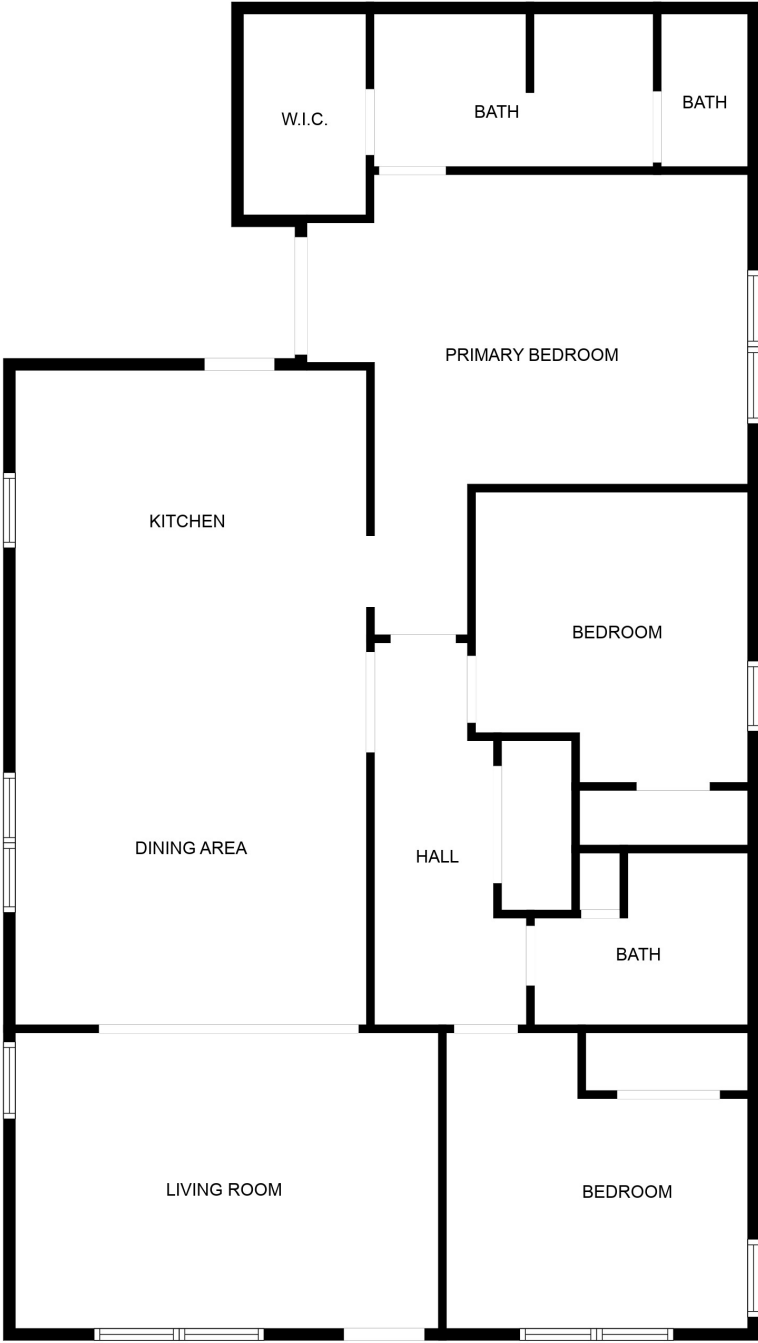 W.I.C.
BATH
BATH
PRIMARY BEDROOM
KITCHEN
BEDROOM
DINING AREA
HALL
BATH
LIVING ROOM
BEDROOM